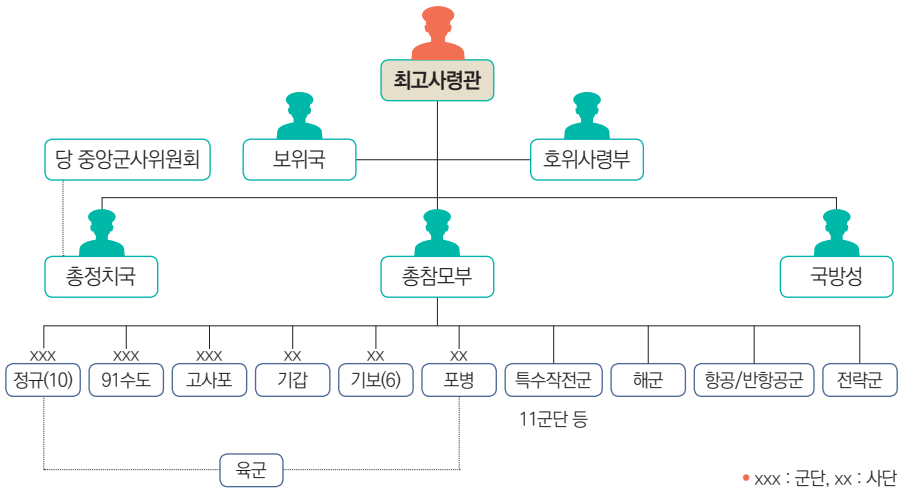 최고사령관
당 중앙군사위원회
보위국
호위사령부
총정치국
총참모부
국방성
xxx
xxx
xxx
xx
xx
xx
정규(10)
91수도
고사포
기갑
기보(6)
포병
특수작전군
해군
항공/반항공군
전략군
11군단 등
육군
• xxx : 군단, xx : 사단